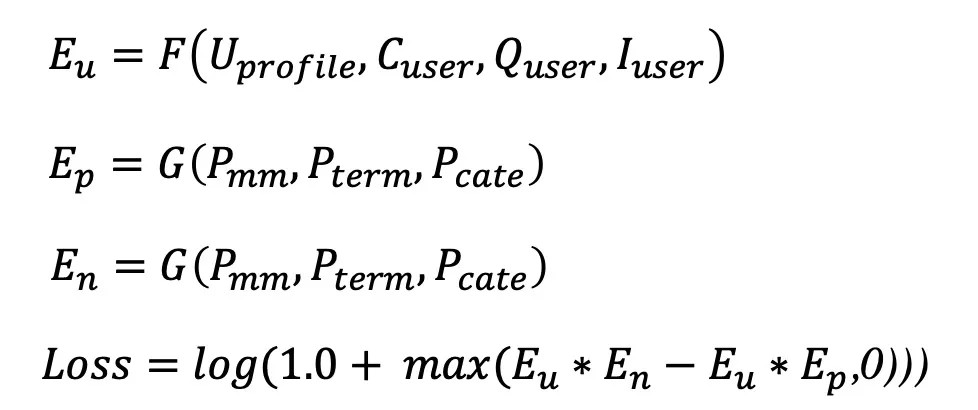 E_u = F(U_profile, C_user, Q_user, I_user)
E_p = G(P_mm, P_term, P_cate)
E_n = G(P_mm, P_term, P_cate)
Loss = log(1.0 + max(E_u * E_n − E_u * E_p,0)))